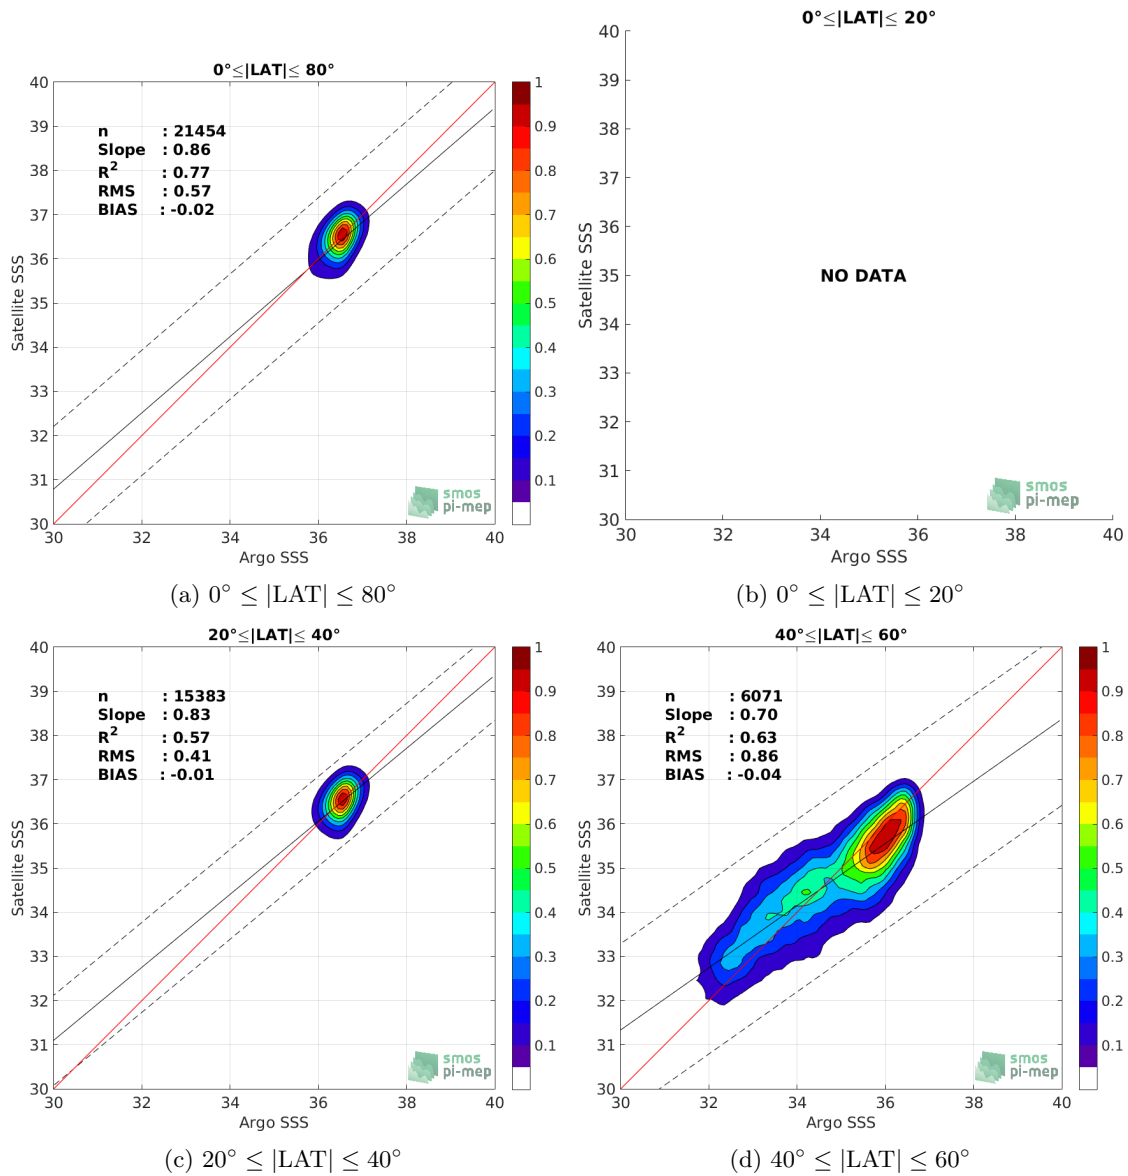 0°≤|LAT|≤ 80°
40
39
38
37
36
35
34
33
32
31
30
Satellite SSS
n : 21454
Slope : 0.86
R2 : 0.77
RMS : 0.57
BIAS : -0.02
smos
pi-mep
30 32 34 36 38 40
Argo SSS
1
0.9
0.8
0.7
0.6
0.5
0.4
0.3
0.2
0.1
(a) 0° ≤ |LAT| ≤ 80°
0°≤|LAT|≤ 20°
40
39
38
37
36
35
34
33
32
31
30
Satellite SSS
NO DATA
smos
pi-mep
30 32 34 36 38 40
Argo SSS
(b) 0° ≤ |LAT| ≤ 20°
20°≤|LAT|≤ 40°
40
39
38
37
36
35
34
33
32
31
30
Satellite SSS
n : 15383
Slope : 0.83
R2 : 0.57
RMS : 0.41
BIAS : -0.01
smos
pi-mep
30 32 34 36 38 40
Argo SSS
1
0.9
0.8
0.7
0.6
0.5
0.4
0.3
0.2
0.1
(c) 20° ≤ |LAT| ≤ 40°
40°≤|LAT|≤ 60°
40
39
38
37
36
35
34
33
32
31
30
Satellite SSS
n : 6071
Slope : 0.70
R2 : 0.63
RMS : 0.86
BIAS : -0.04
smos
pi-mep
30 32 34 36 38 40
Argo SSS
1
0.9
0.8
0.7
0.6
0.5
0.4
0.3
0.2
0.1
(d) 40° ≤ |LAT| ≤ 60°